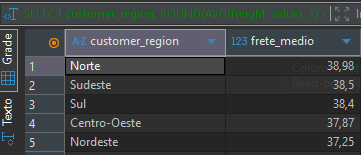 SELECT customer_region, ROUND(AVG(freight_value), 2) A
Grade
Texto
A-Z customer_region
123 frete_medio
1 Norte 38,98
2 Sudeste 38,5
3 Sul 38,4
4 Centro-Oeste 37,87
5 Nordeste 37,25